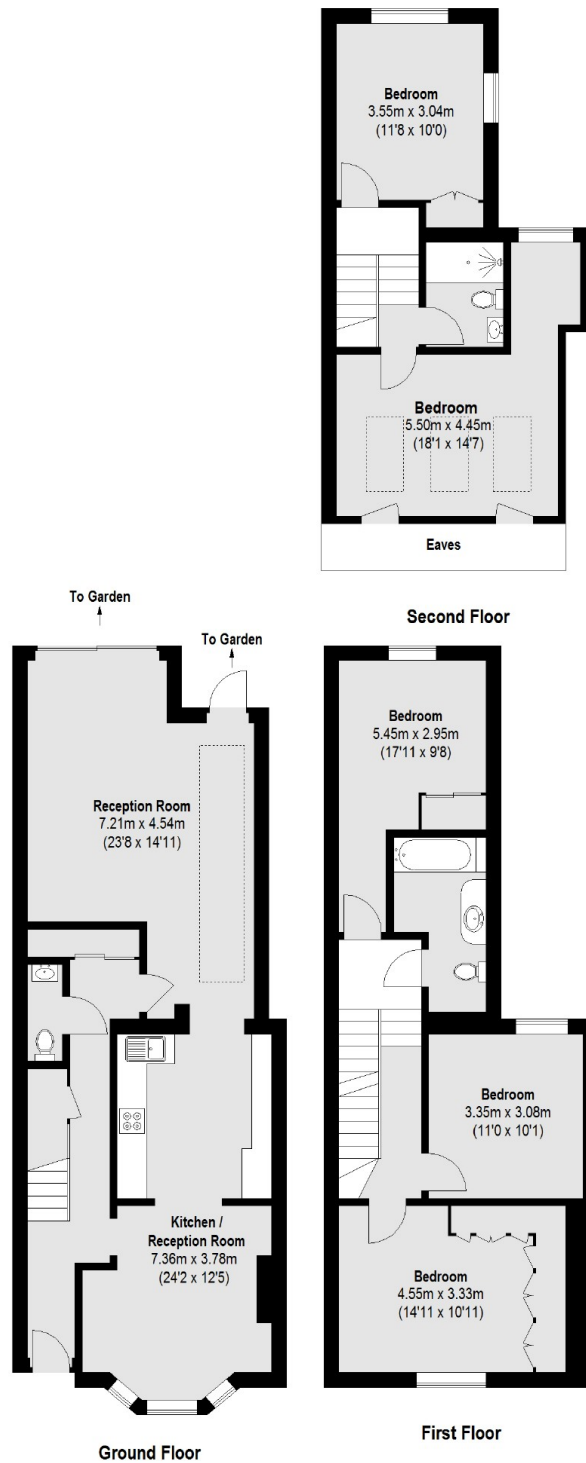 Bedroom
3.55m x 3.04m
(11'8 x 10'0)
Bedroom
5.50m x 4.45m
(18'1 x 14'7)
Eaves
Second Floor
To Garden
To Garden
Reception Room
7.21m x 4.54m
(23'8 x 14'11)
Kitchen /
Reception Room
7.36m x 3.78m
(24'2 x 12'5)
Ground Floor
Bedroom
5.45m x 2.95m
(17'11 x 9'8)
Bedroom
3.35m x 3.08m
(11'0 x 10'1)
Bedroom
4.55m x 3.33m
(14'11 x 10'11)
First Floor